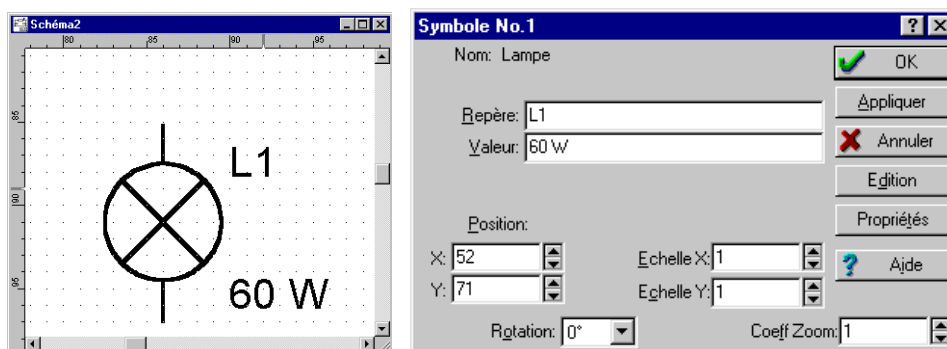 Schéma2
80 85 90 95
85
L1
90
95
60 W
Symbole No.1
Nom: Lampe
OK
Repère: L1
Appliquer
Valeur: 60 W
Annuler
Edition
Position:
Propriétés
X: 52
Echelle X: 1
Aide
Y: 71
Echelle Y: 1
Rotation: 0°
Coeff Zoom: 1